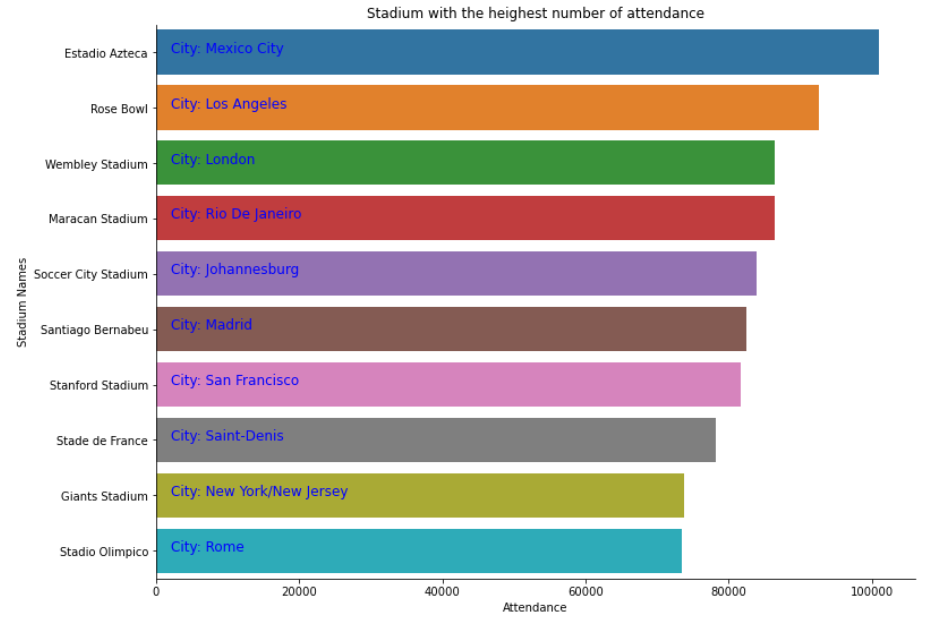 Stadium with the heighest number of attendance
Estadio Azteca
City: Mexico City
Rose Bowl
City: Los Angeles
Wembley Stadium
City: London
Maracan Stadium
City: Rio De Janeiro
Soccer City Stadium
City: Johannesburg
Santiago Bernabeu
City: Madrid
Stanford Stadium
City: San Francisco
Stade de France
City: Saint-Denis
Giants Stadium
City: New York/New Jersey
Stadio Olimpico
City: Rome
Stadium Names
0 20000 40000 60000 80000 100000
Attendance